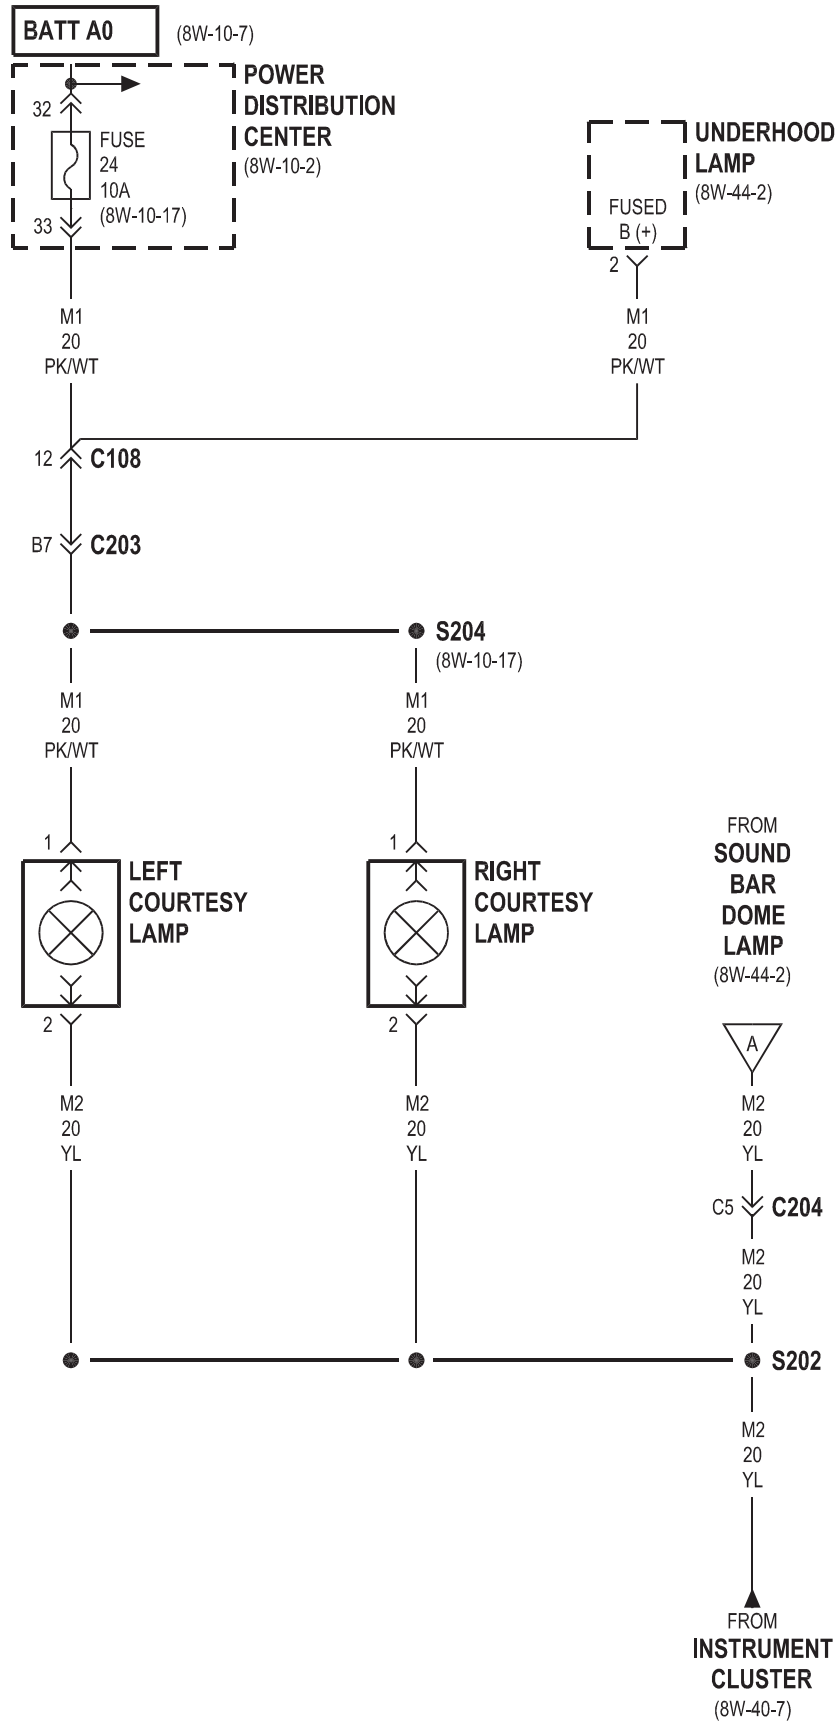 BATT A0
(8W-10-7)
POWER
DISTRIBUTION
CENTER
(8W-10-2)
32
FUSE
24
10A
(8W-10-17)
33
UNDERHOOD
LAMP
(8W-44-2)
FUSED
B (+)
2
M1
20
PK/WT
M1
20
PK/WT
12
C108
B7
C203
S204
(8W-10-17)
M1
20
PK/WT
M1
20
PK/WT
1
LEFT
COURTESY
LAMP
2
1
RIGHT
COURTESY
LAMP
2
FROM
SOUND
BAR
DOME
LAMP
(8W-44-2)
A
M2
20
YL
M2
20
YL
M2
20
YL
C5
C204
M2
20
YL
S202
M2
20
YL
FROM
INSTRUMENT
CLUSTER
(8W-40-7)